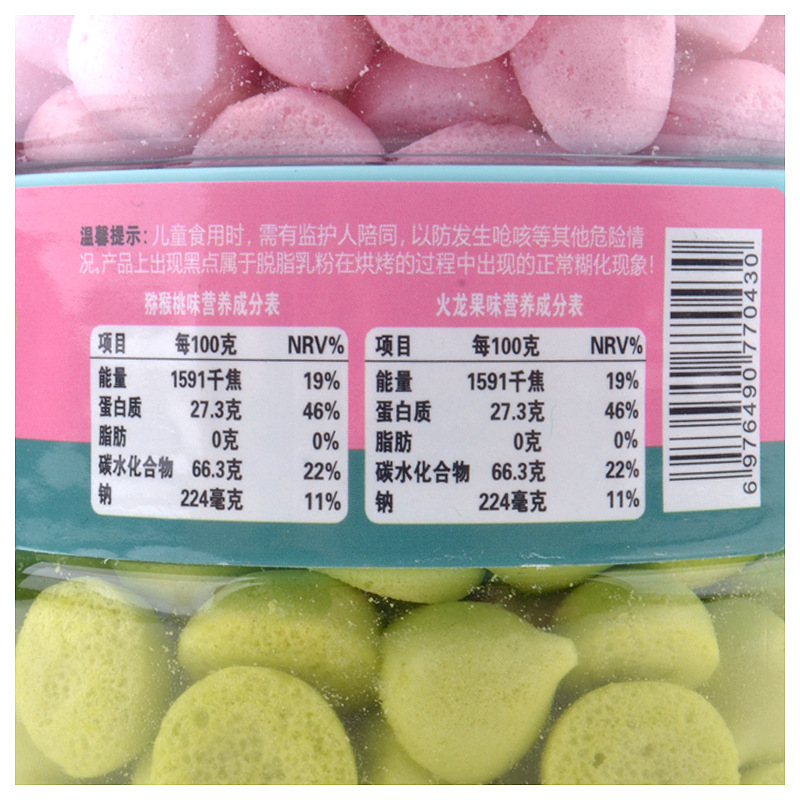 温馨提示：儿童食用时，需有监护人陪同，以防发生呛咳等其他危险情
况。产品上出现黑点属于脱脂乳粉在烘烤的过程中出现的正常糊化现象！
猕猴桃味营养成分表
项目 每100克 NRV%
能量 1591千焦 19%
蛋白质 27.3克 46%
脂肪 0克 0%
碳水化合物 66.3克 22%
钠 224毫克 11%
火龙果味营养成分表
项目 每100克 NRV%
能量 1591千焦 19%
蛋白质 27.3克 46%
脂肪 0克 0%
碳水化合物 66.3克 22%
钠 224毫克 11%
6 976490 770430